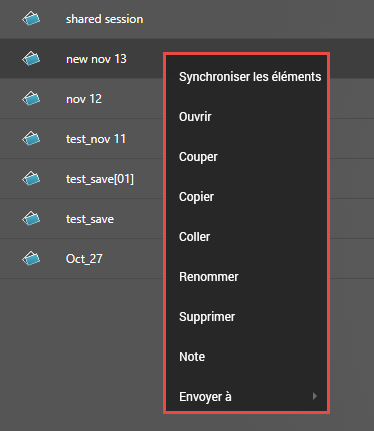 shared session
new nov 13
nov 12
test_nov 11
test_save[01]
test_save
Oct_27
Synchroniser les éléments
Ouvrir
Couper
Copier
Coller
Renommer
Supprimer
Note
Envoyer à